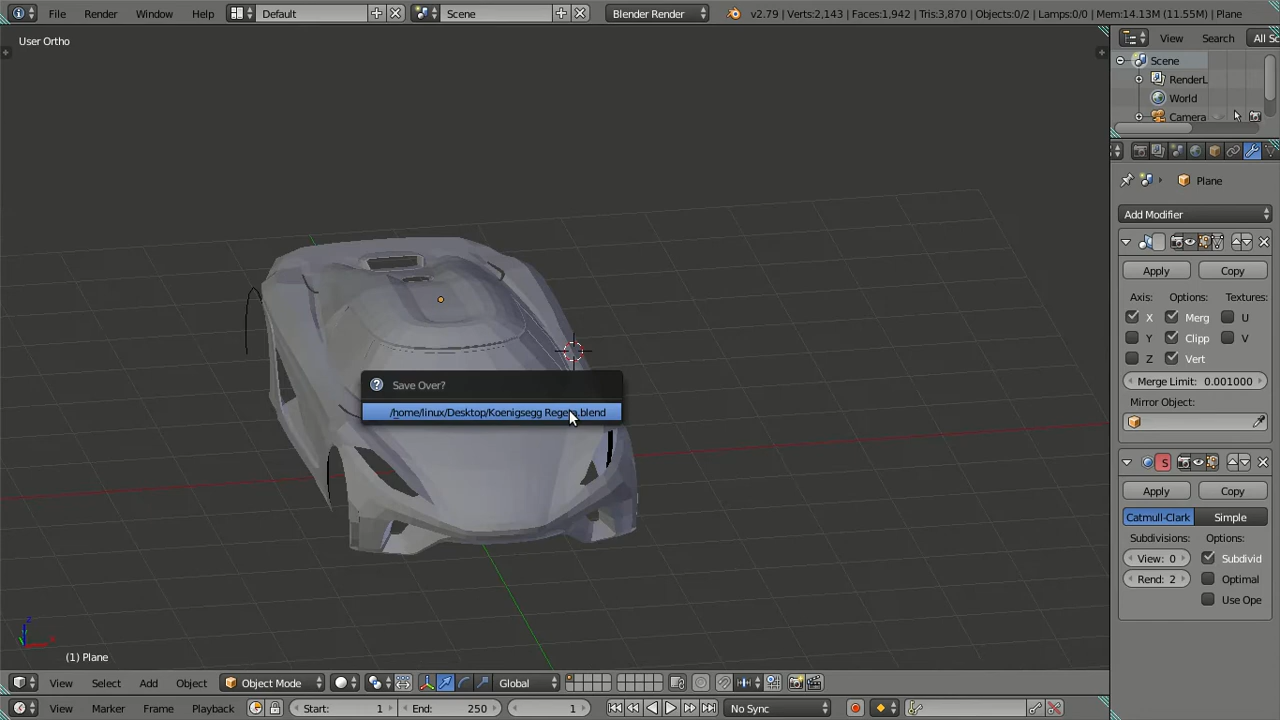 File Render Window Help Default Scene Blender Render v2.79 | Verts:2,143 | Faces:1,942 | Tris:3,870 | Objects:0/2 | Lamps:0/0 | Mem:14.13M (11.55M) | Plane
User Ortho
View Search All Sc
Scene
RenderL
World
Camera
Plane
Add Modifier
Apply Copy
Axis: Options: Textures:
X Merg U
Y Clipp V
Z Vert
Merge Limit: 0.001000
Mirror Object:
S
Apply Copy
Catmull-Clark Simple
Subdivisions: Options:
View: 0 Subdivid
Rend: 2 Optimal
Use Ope
Save Over?
/home/linux/Desktop/Koenigsegg Regera.blend
z
x
(1) Plane
View Select Add Object Object Mode Global
View Marker Frame Playback Start: 1 End: 250 1 No Sync